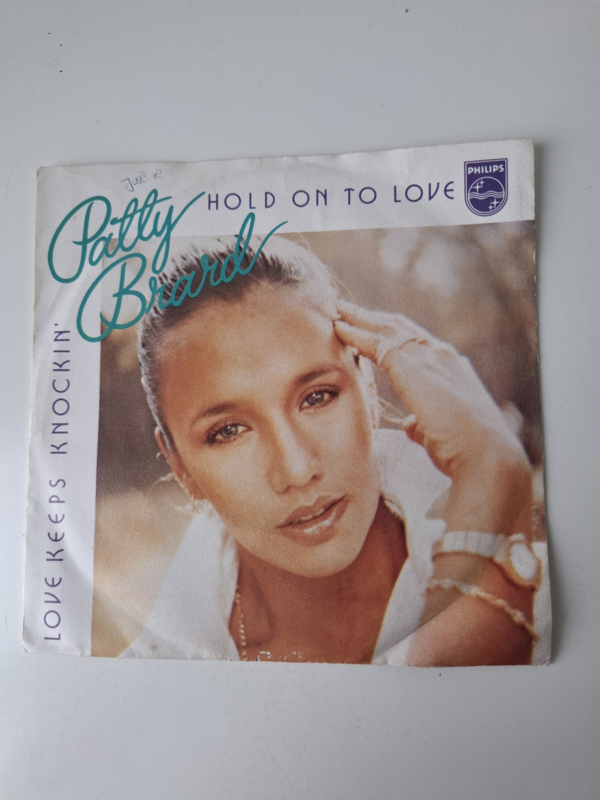 HOLD ON TO LOVE
PHILIPS
Patty
Brard
LOVE KEEPS KNOCKIN'